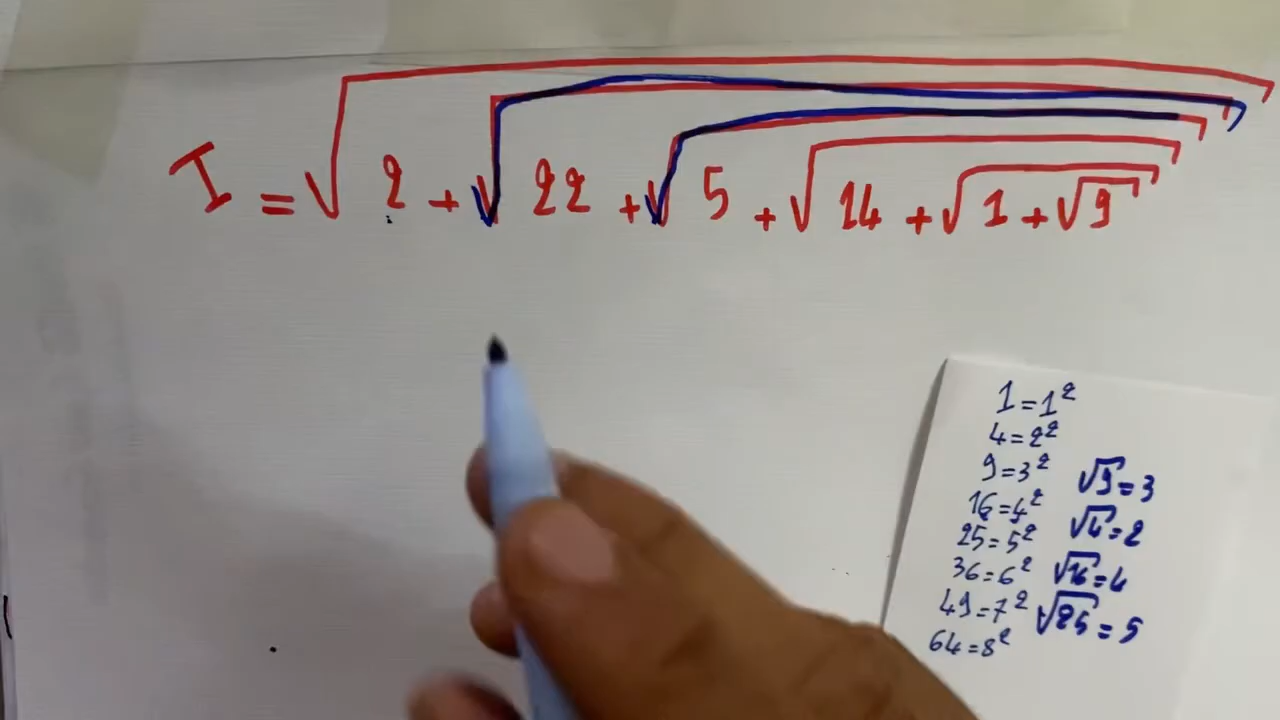 I = √(2 + √(22 + √(5 + √(14 + √(1 + √9)))))
1 = 1²
4 = 2²
9 = 3² √9 = 3
16 = 4² √4 = 2
25 = 5²
36 = 6² √16 = 4
49 = 7² √25 = 5
64 = 8²